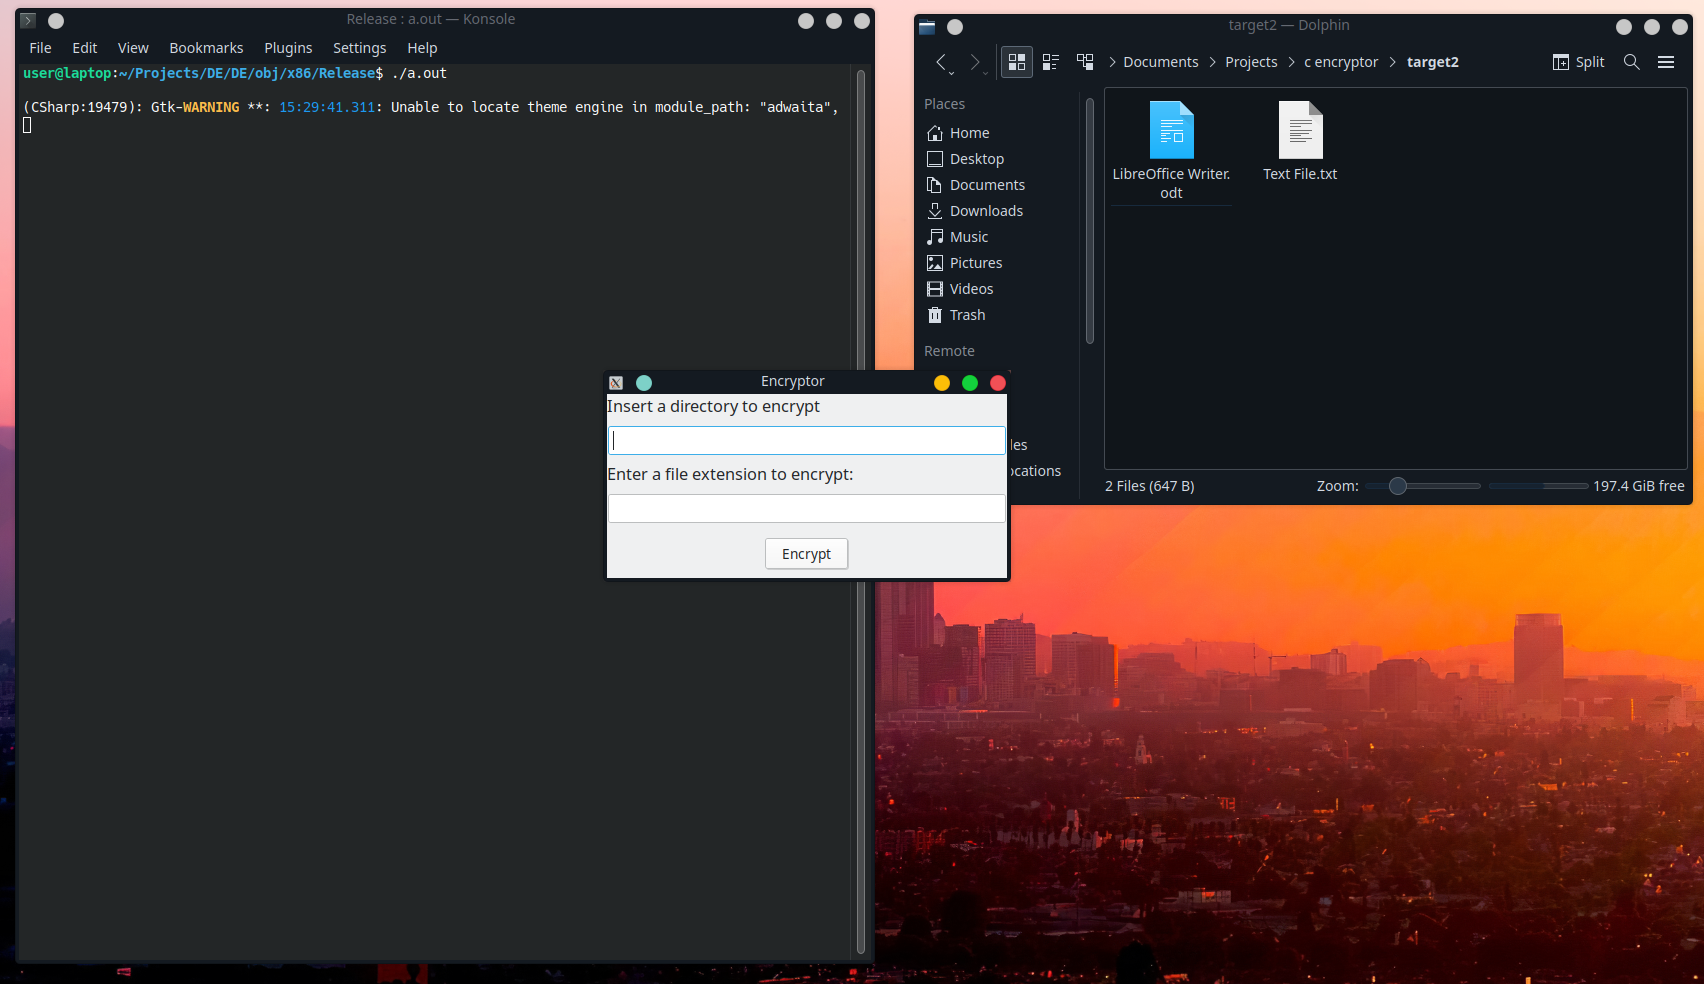 Release : a.out — Konsole
File Edit View Bookmarks Plugins Settings Help
user@laptop:~/Projects/DE/DE/obj/x86/Release$ ./a.out
(CSharp:19479): Gtk-WARNING **: 15:29:41.311: Unable to locate theme engine in module_path: "adwaita",
target2 — Dolphin
Documents > Projects > c encryptor > target2
Split
Places
Home
Desktop
Documents
Downloads
Music
Pictures
Videos
Trash
Remote
les
ocations
LibreOffice Writer.
odt
Text File.txt
2 Files (647 B)
Zoom:
197.4 GiB free
Encryptor
Insert a directory to encrypt
Enter a file extension to encrypt:
Encrypt